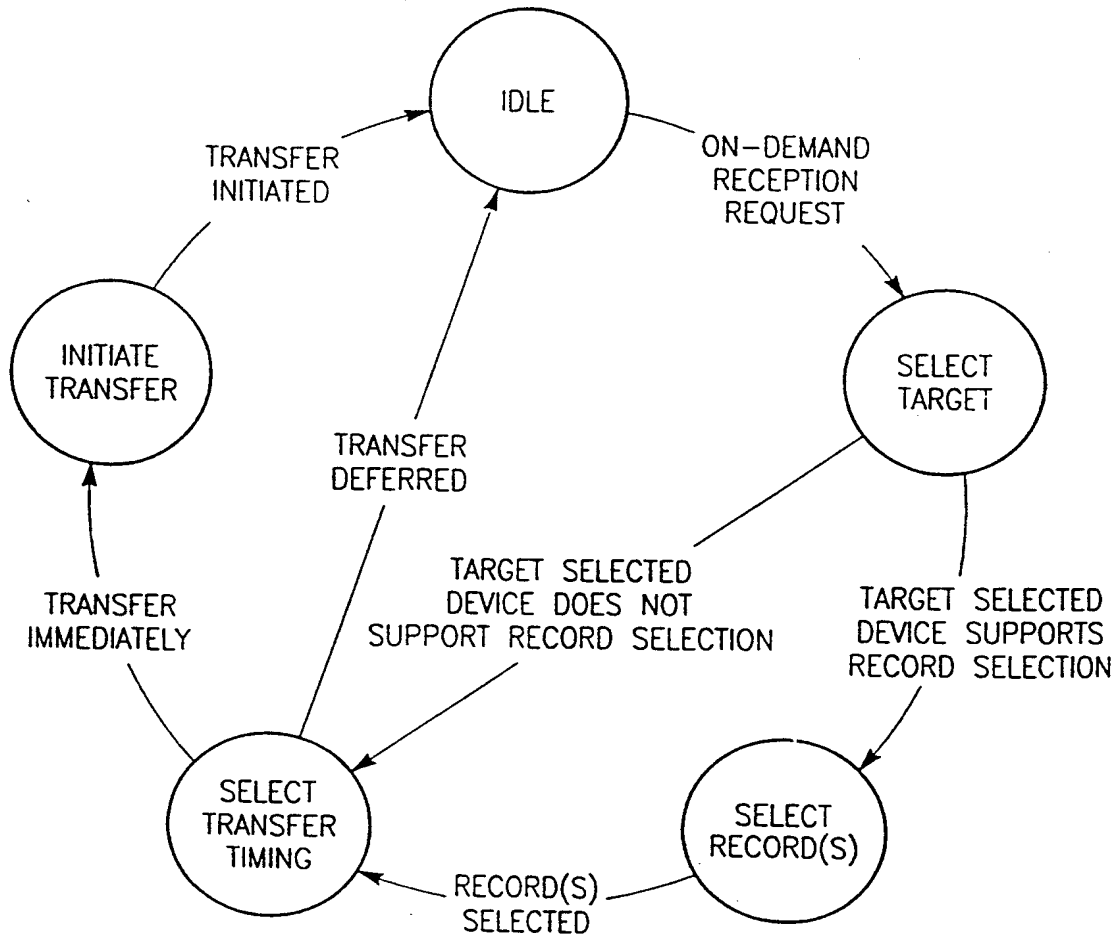 IDLE
TRANSFER
INITIATED
ON-DEMAND
RECEPTION
REQUEST
INITIATE
TRANSFER
SELECT
TARGET
TRANSFER
DEFERRED
TARGET SELECTED
DEVICE DOES NOT
SUPPORT RECORD SELECTION
TARGET SELECTED
DEVICE SUPPORTS
RECORD SELECTION
TRANSFER
IMMEDIATELY
SELECT
TRANSFER
TIMING
SELECT
RECORD(S)
RECORD(S)
SELECTED